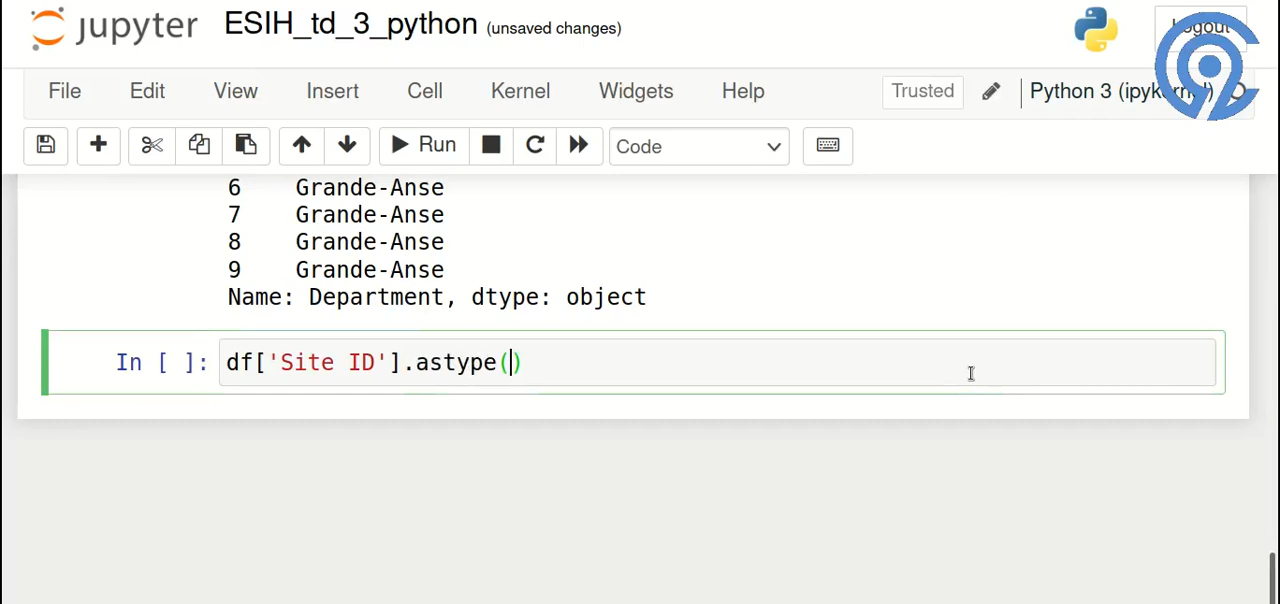 jupyter ESIH_td_3_python (unsaved changes)
Logout
File Edit View Insert Cell Kernel Widgets Help Trusted Python 3 (ipykernel)
Run Code
6 Grande-Anse
7 Grande-Anse
8 Grande-Anse
9 Grande-Anse
Name: Department, dtype: object
In [ ]: df['Site ID'].astype()